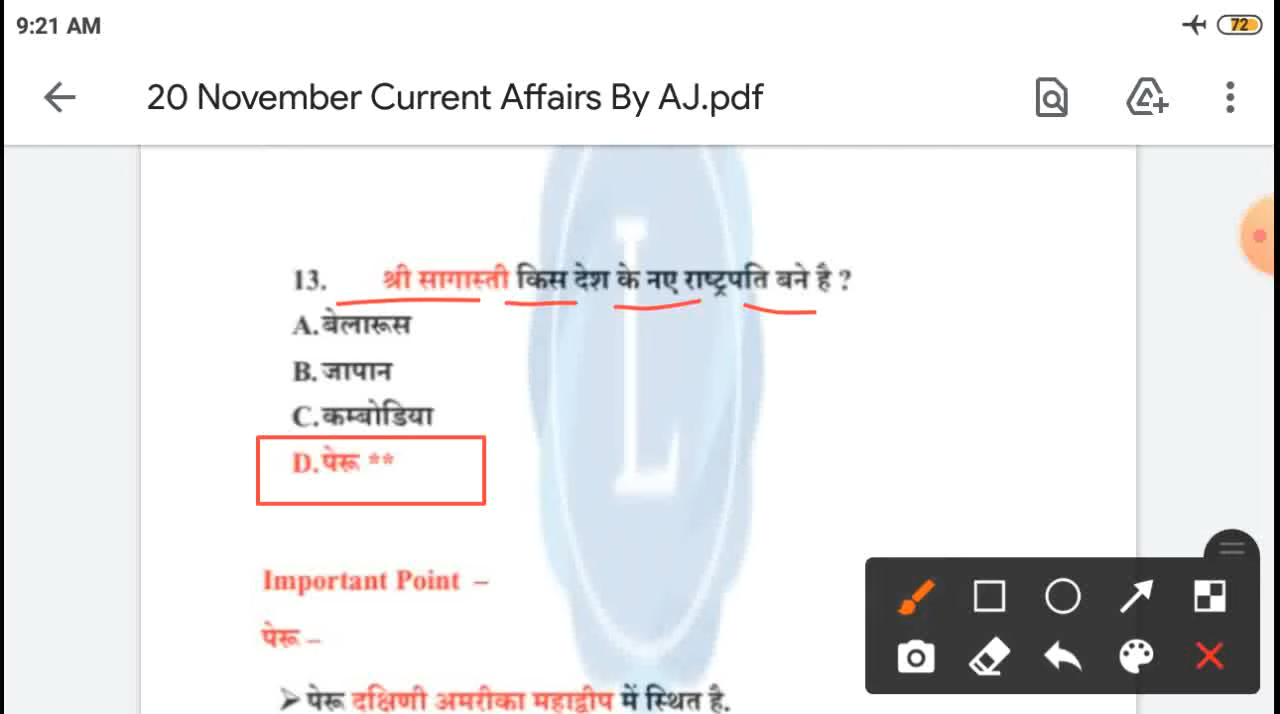 9:21 AM
72
20 November Current Affairs By AJ.pdf
13. श्री सागास्ती किस देश के नए राष्ट्रपति बने है ?
A.बेलारूस
B.जापान
C.कम्बोडिया
D.पेरू **
Important Point –
पेरू –
➢ पेरू दक्षिणी अमरीका महाद्वीप में स्थित है.
L